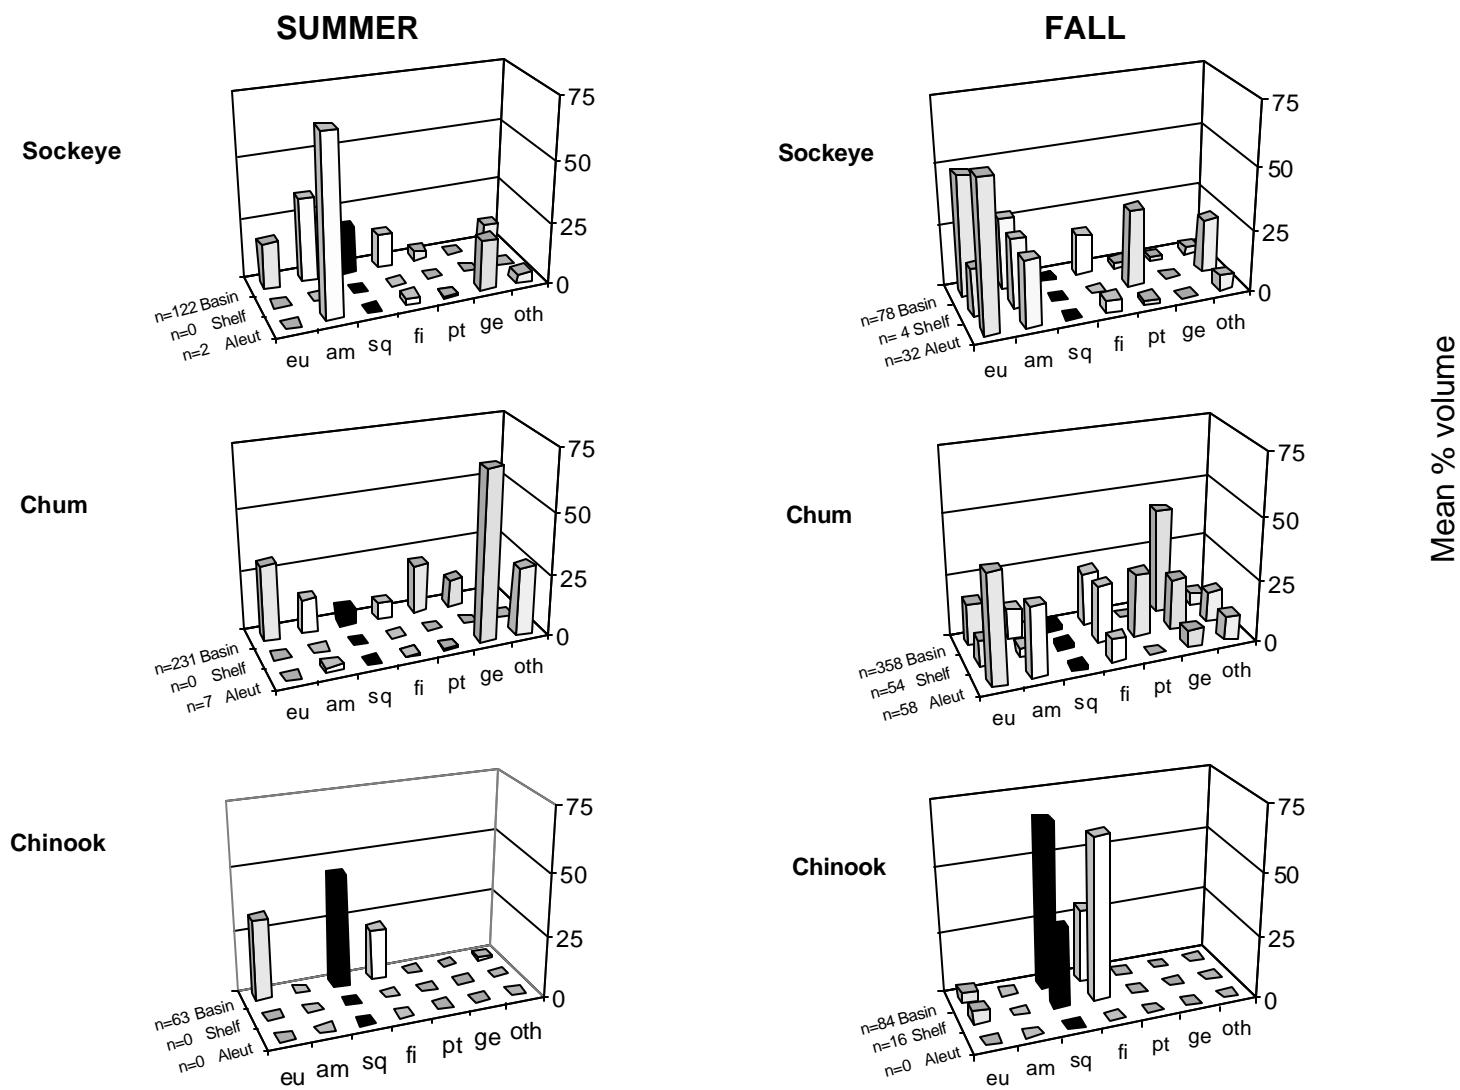 SUMMER
FALL
Sockeye
75
50
25
0
n=122 Basin
n=0 Shelf
n=2 Aleut
eu am sq fi pt ge oth
Sockeye
75
50
25
0
n=78 Basin
n= 4 Shelf
n=32 Aleut
eu am sq fi pt ge oth
Mean % volume
Chum
75
50
25
0
n=231 Basin
n=0 Shelf
n=7 Aleut
eu am sq fi pt ge oth
Chum
75
50
25
0
n=358 Basin
n=54 Shelf
n=58 Aleut
eu am sq fi pt ge oth
Chinook
75
50
25
0
n=63 Basin
n=0 Shelf
n=0 Aleut
eu am sq fi pt ge oth
Chinook
75
50
25
0
n=84 Basin
n=16 Shelf
n=0 Aleut
eu am sq fi pt ge oth